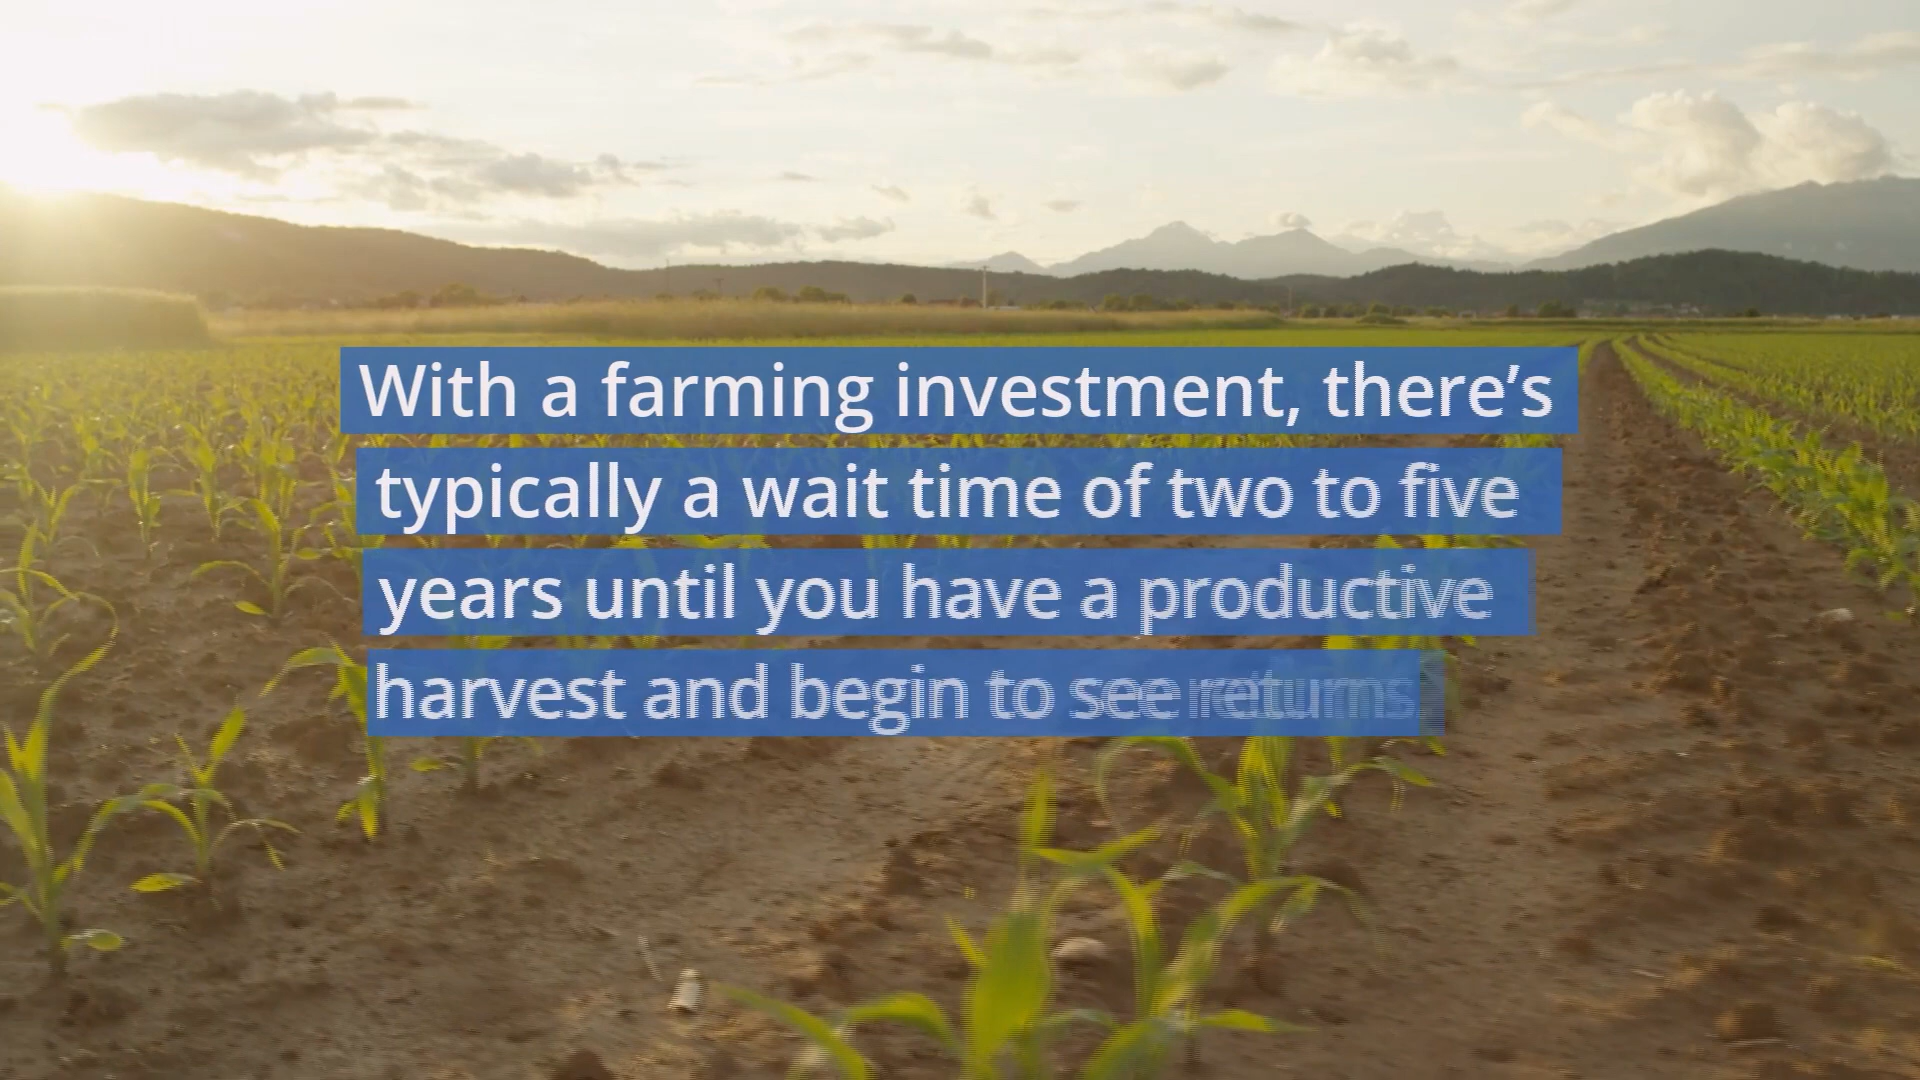 With a farming investment, there’s
typically a wait time of two to five
years until you have a productive
harvest and begin to see returns